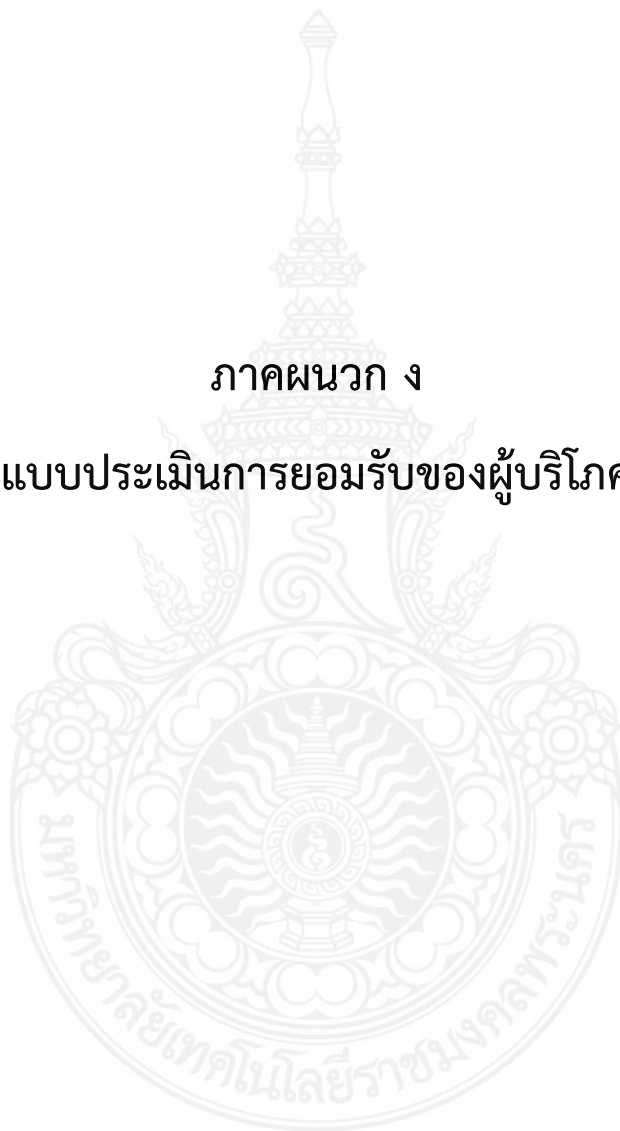 ภาคผนวก ง
แบบประเมินการยอมรับของผู้บริโภค
มหาวิทยาลัยเทคโนโลยีราชมงคลพระนคร